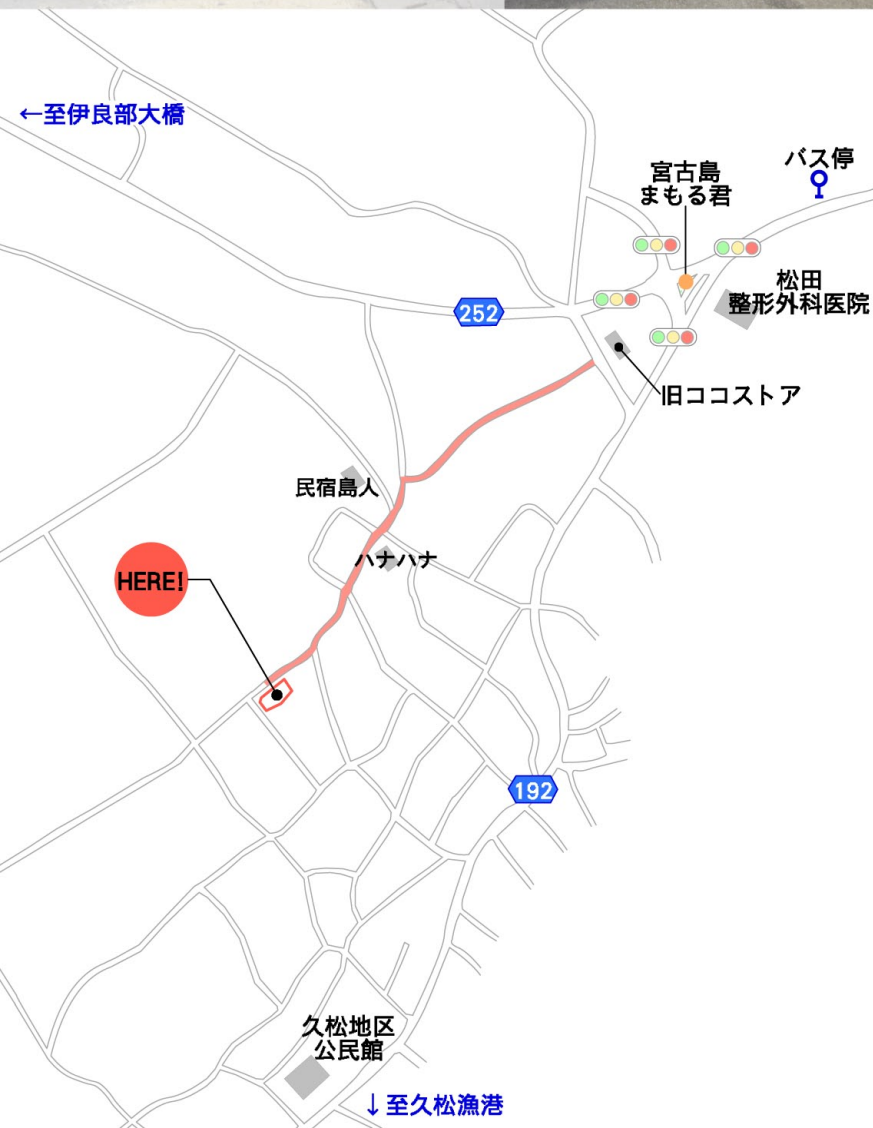 ←至伊良部大橋
バス停
宮古島
まもる君
松田
整形外科医院
252
旧ココストア
民宿島人
ハナハナ
HERE!
192
久松地区
公民館
↓至久松漁港